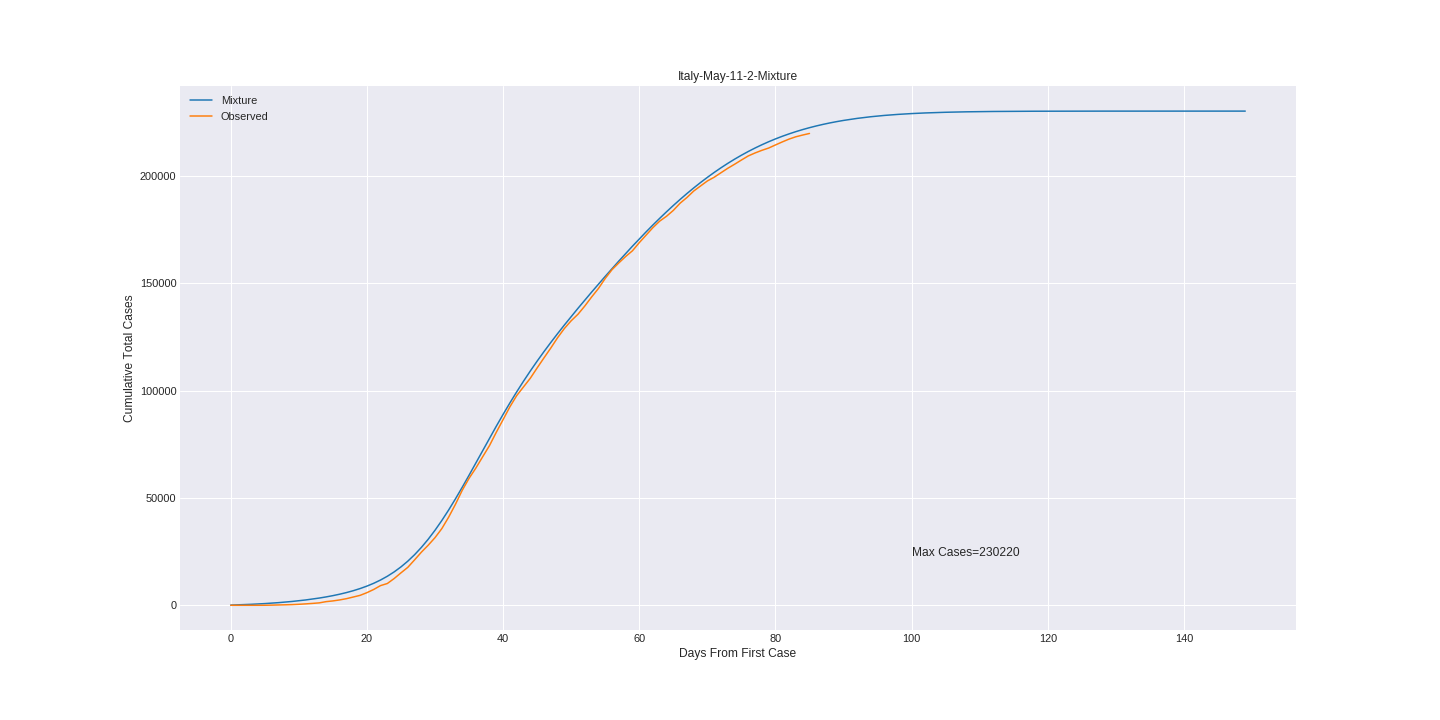 Italy-May-11-2-Mixture
Mixture
Observed
Cumulative Total Cases
200000
150000
100000
50000
0
Max Cases=230220
0 20 40 60 80 100 120 140
Days From First Case